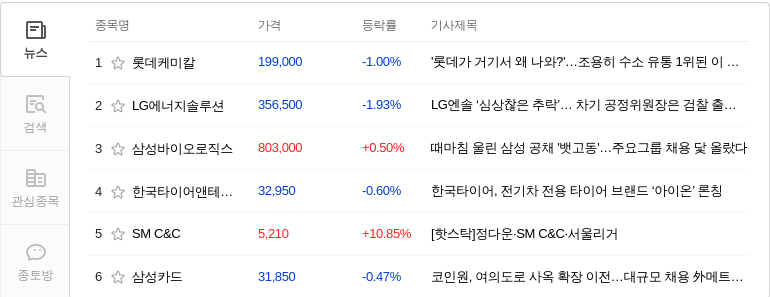 종목명 가격 등락률 기사제목
뉴스
1 롯데케미칼 199,000 -1.00% '롯데가 거기서 왜 나와?'…조용히 수소 유통 1위된 이 …
2 LG에너지솔루션 356,500 -1.93% LG엔솔 ‘심상찮은 추락’… 차기 공정위원장은 검찰 출…
검색
3 삼성바이오로직스 803,000 +0.50% 때마침 울린 삼성 공채 '뱃고동'…주요그룹 채용 닻 올랐다
4 한국타이어앤테… 32,950 -0.60% 한국타이어, 전기차 전용 타이어 브랜드 ‘아이온’ 론칭
관심종목
5 SM C&C 5,210 +10.85% [핫스탁]정다운·SM C&C·서울리거
6 삼성카드 31,850 -0.47% 코인원, 여의도로 사옥 확장 이전…대규모 채용 外메트…
종토방